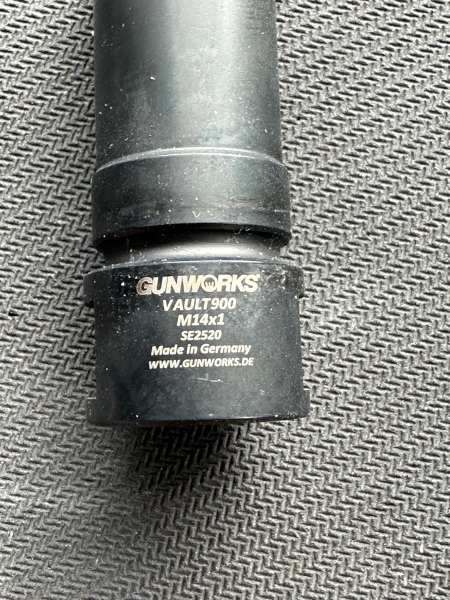 GUNWORKS
VAULT900
M14x1
SE2520
Made in Germany
WWW.GUNWORKS.DE